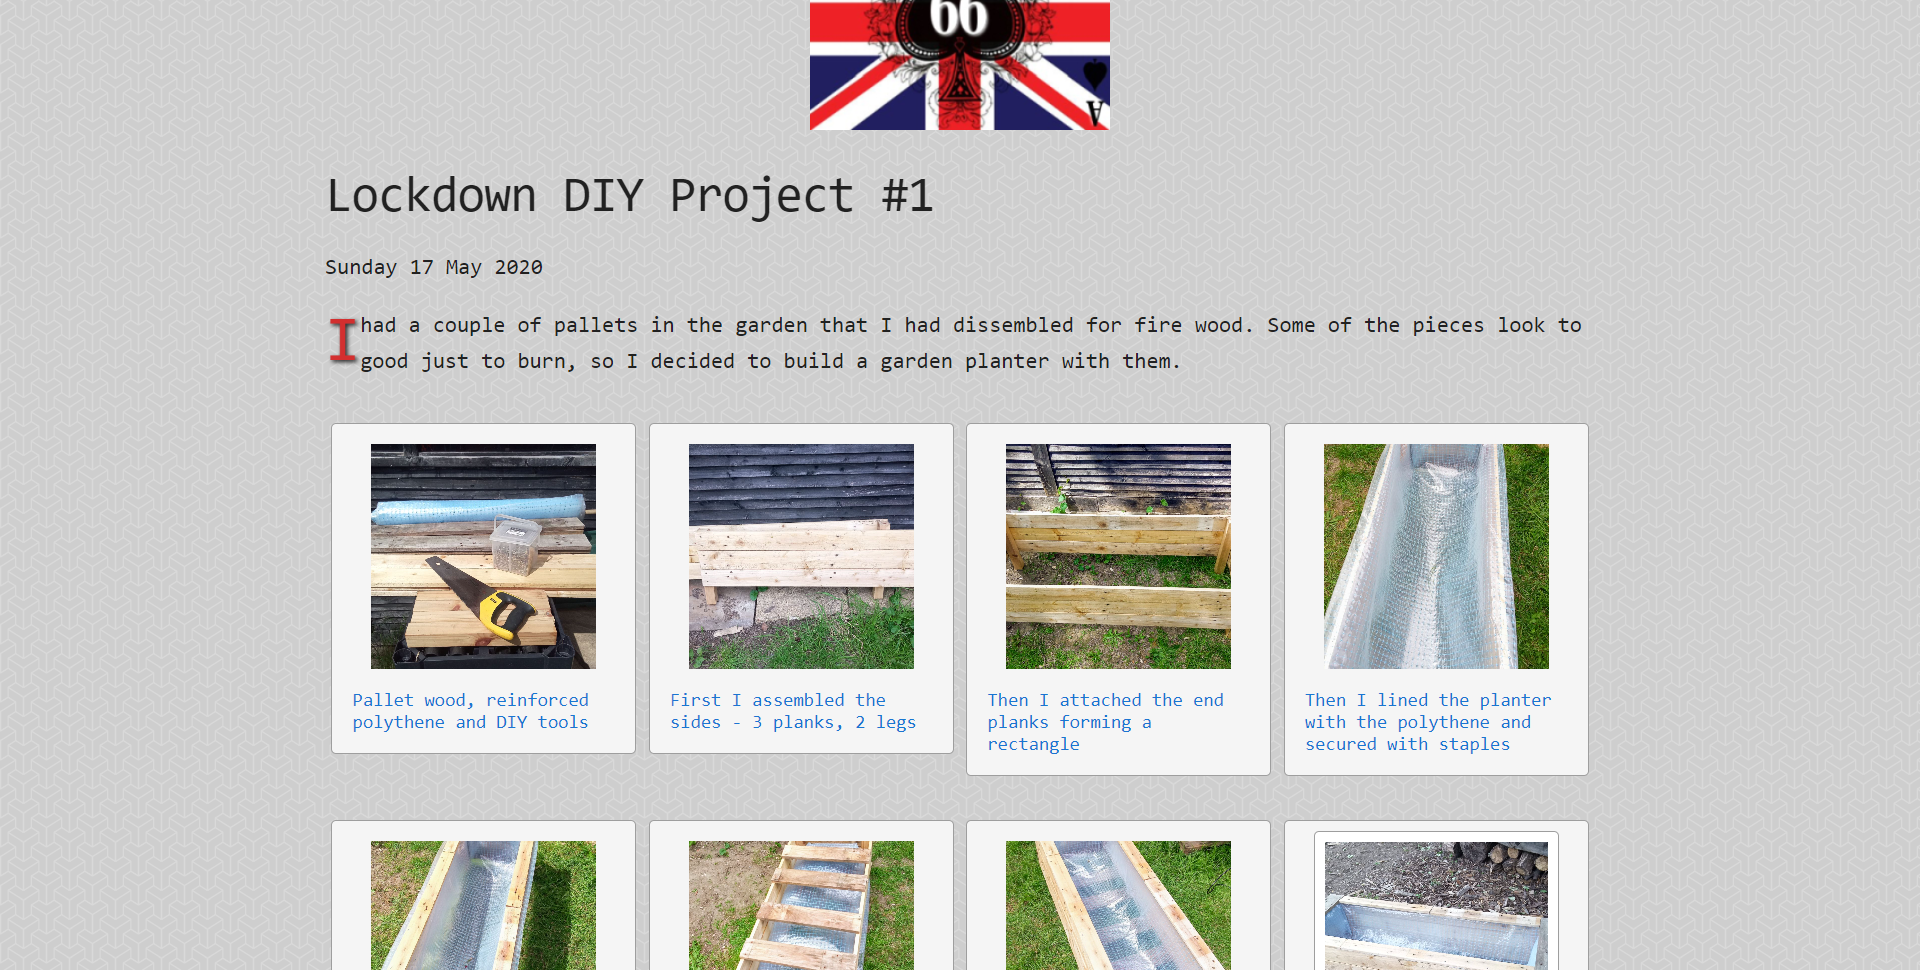 66
A
Lockdown DIY Project #1
Sunday 17 May 2020
I had a couple of pallets in the garden that I had dissembled for fire wood. Some of the pieces look to
good just to burn, so I decided to build a garden planter with them.
Pallet wood, reinforced
polythene and DIY tools
First I assembled the
sides - 3 planks, 2 legs
Then I attached the end
planks forming a
rectangle
Then I lined the planter
with the polythene and
secured with staples